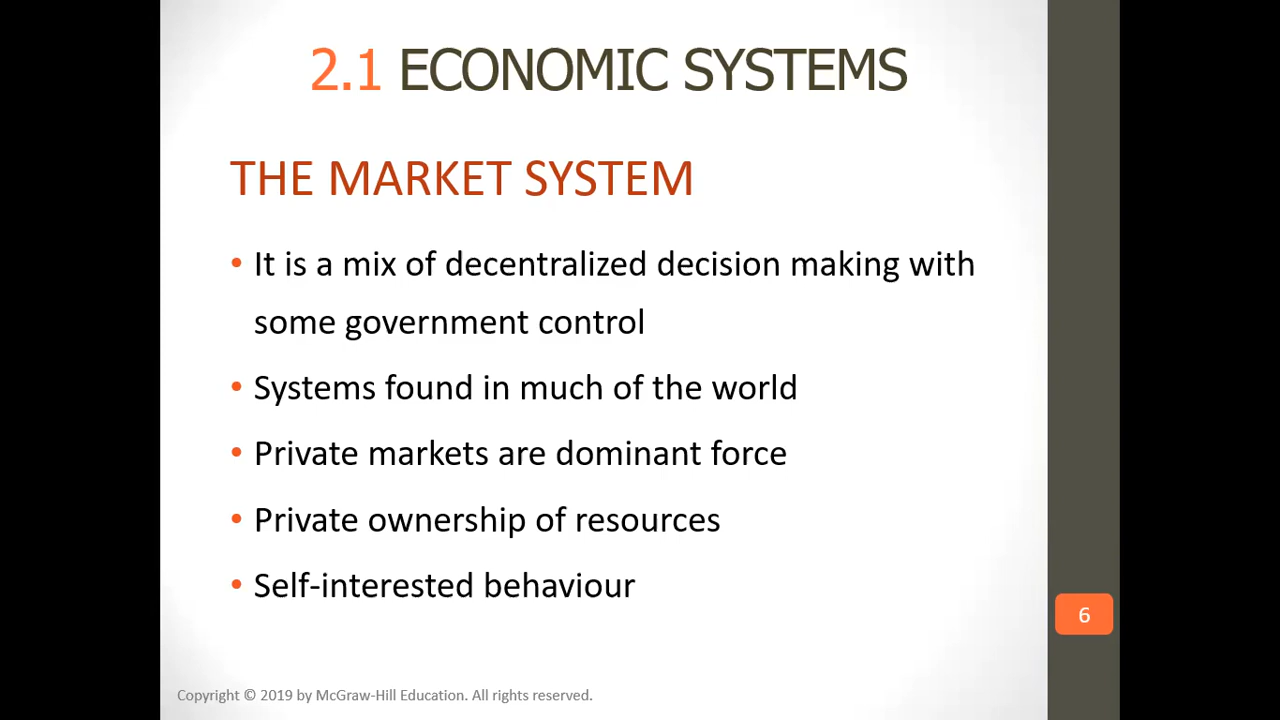 2.1 ECONOMIC SYSTEMS
THE MARKET SYSTEM
• It is a mix of decentralized decision making with
some government control
• Systems found in much of the world
• Private markets are dominant force
• Private ownership of resources
• Self-interested behaviour
6
Copyright © 2019 by McGraw-Hill Education. All rights reserved.